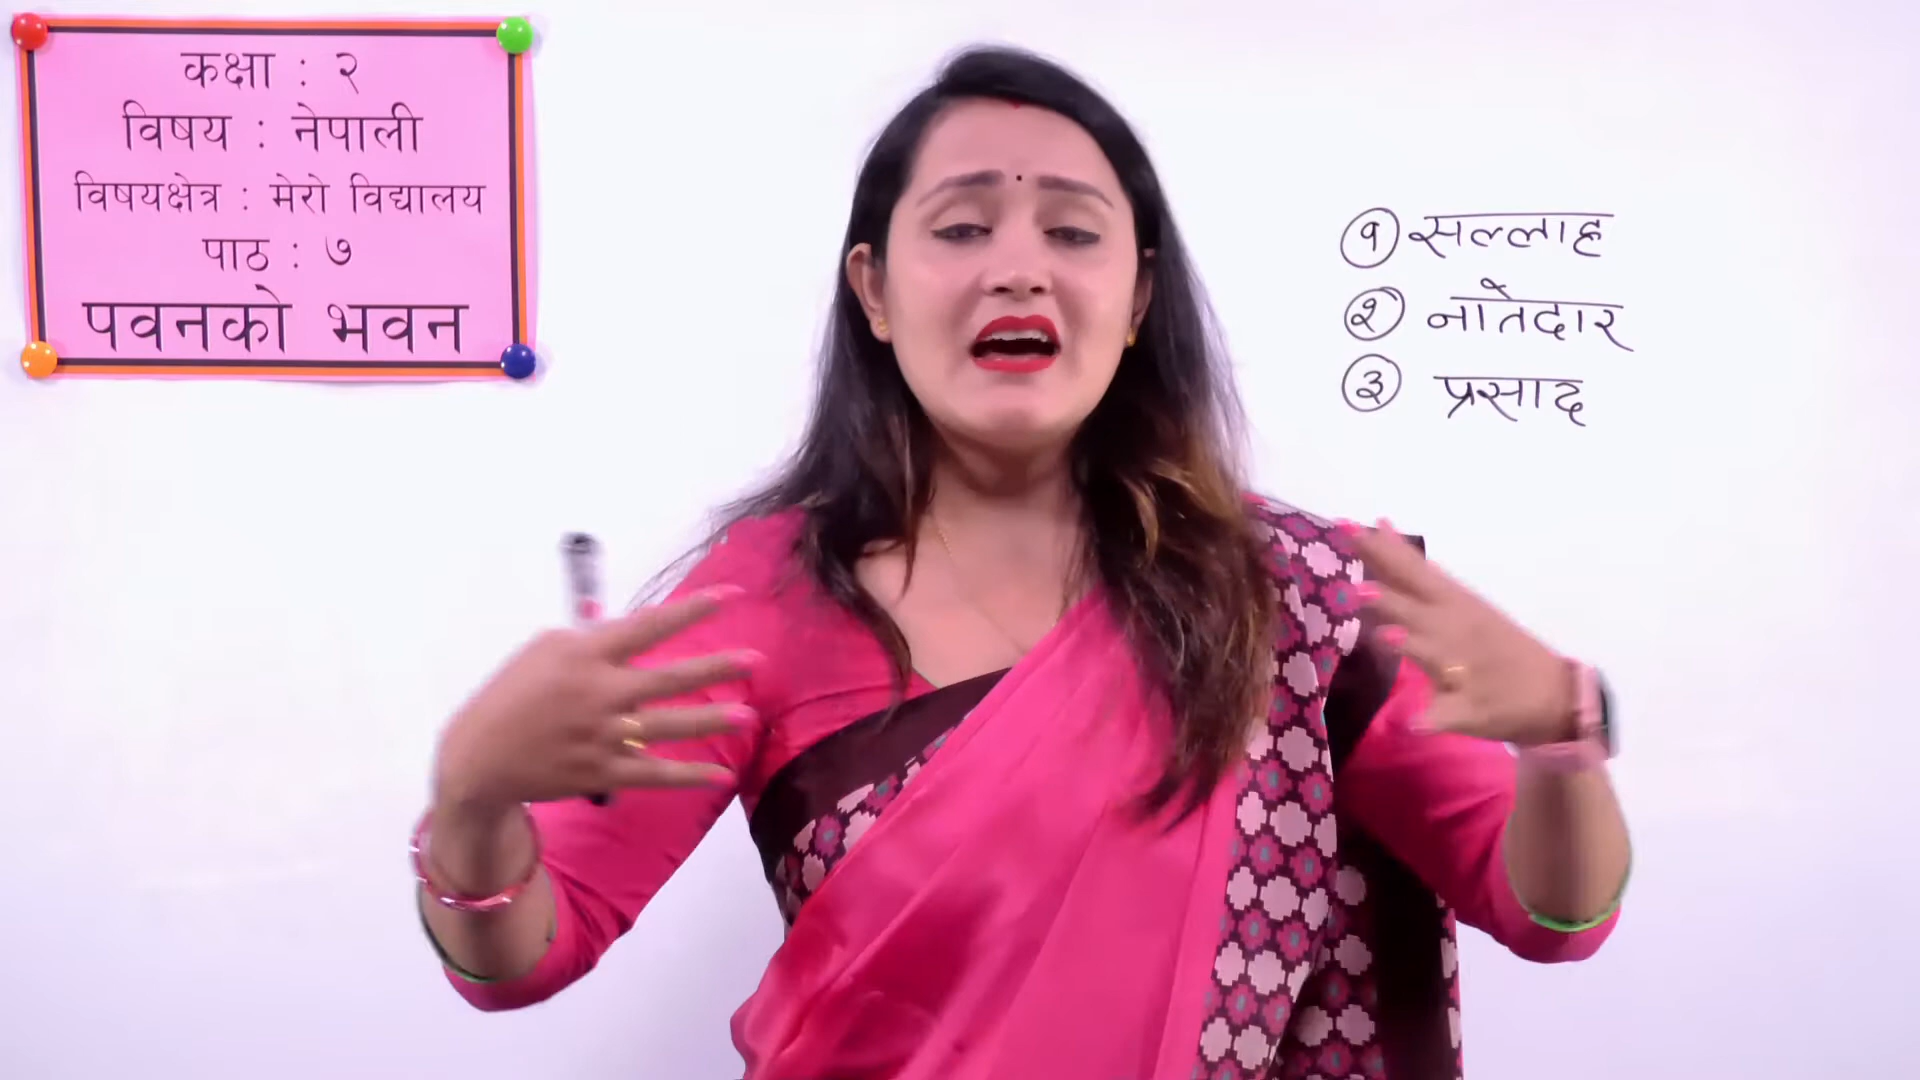 कक्षा : २
विषय : नेपाली
विषयक्षेत्र : मेरो विद्यालय
पाठ : ७
पवनको भवन
१ सल्लाह
२ नातेदार
३ प्रसाद